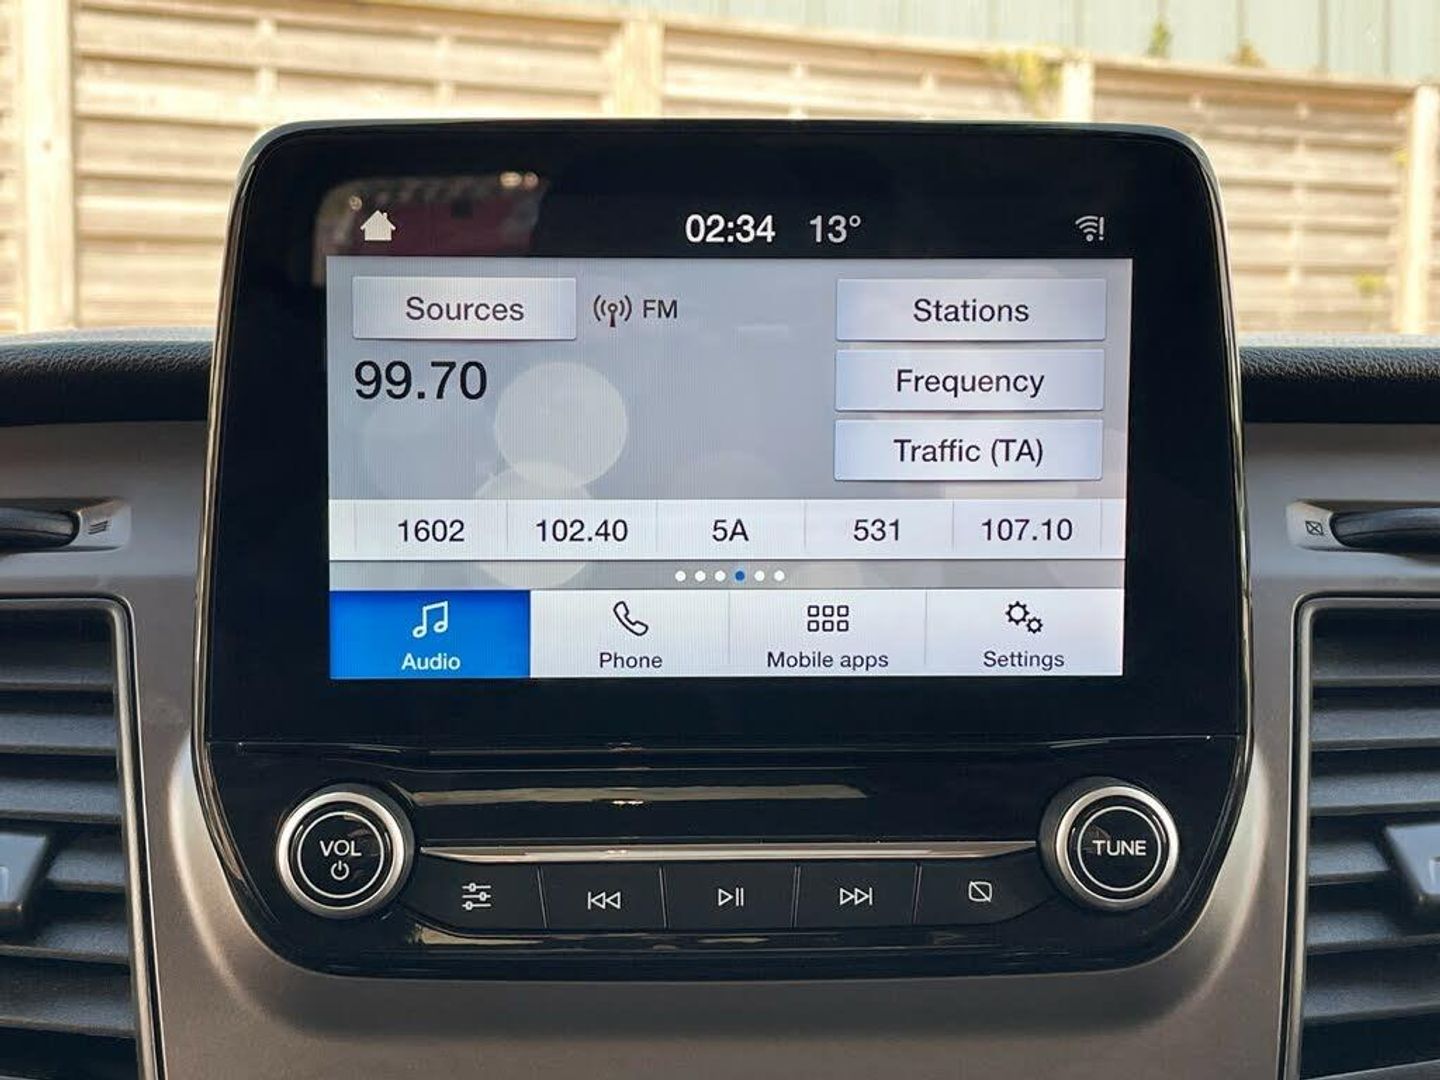 02:34 13°
Sources FM Stations
99.70 Frequency
Traffic (TA)
1602 102.40 5A 531 107.10
Audio Phone Mobile apps Settings
VOL TUNE